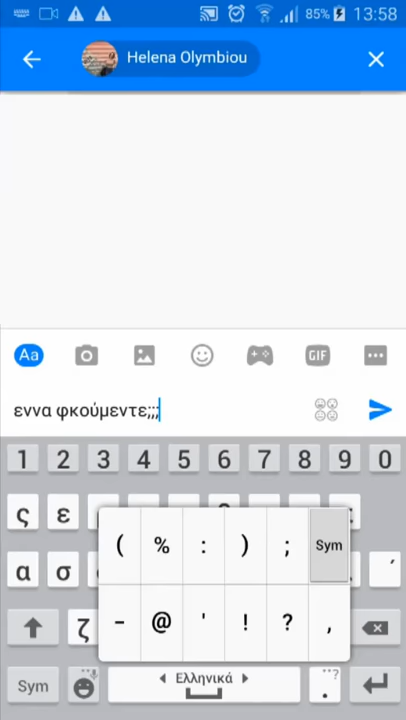 85% 13:58
Helena Olymbiou
Aa GIF
εννα φκούμεντε;;;
1 2 3 4 5 6 7 8 9 0
ς ε
( % : ) ; Sym
α σ ´
- @ ' ! ? ,
ζ
Sym Ελληνικά . ...?